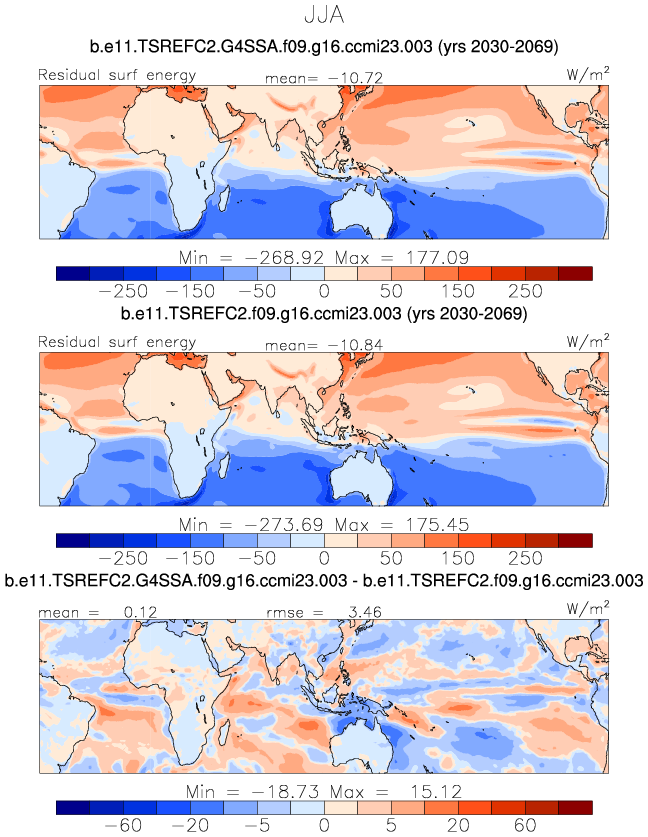 JJA
b.e11.TSREFC2.G4SSA.f09.g16.ccmi23.003 (yrs 2030-2069)
Residual surf energy mean= −10.72 W/m²
Min = −268.92 Max = 177.09
−250 −150 −50 0 50 150 250
b.e11.TSREFC2.f09.g16.ccmi23.003 (yrs 2030-2069)
Residual surf energy mean= −10.84 W/m²
Min = −273.69 Max = 175.45
−250 −150 −50 0 50 150 250
b.e11.TSREFC2.G4SSA.f09.g16.ccmi23.003 - b.e11.TSREFC2.f09.g16.ccmi23.003
mean = 0.12 rmse = 3.46 W/m²
Min = −18.73 Max = 15.12
−60 −20 −5 0 5 20 60